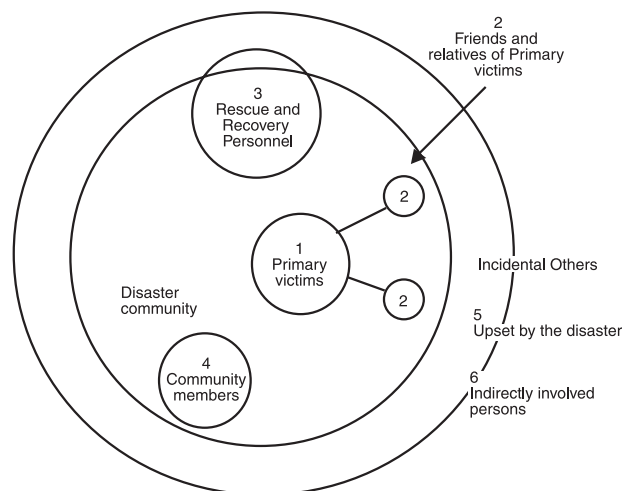 2
Friends and
relatives of Primary
victims
3
Rescue and
Recovery
Personnel
2
1
Primary
victims
2
Incidental Others
Disaster
community
5
Upset by the disaster
4
Community
members
6
Indirectly involved
persons